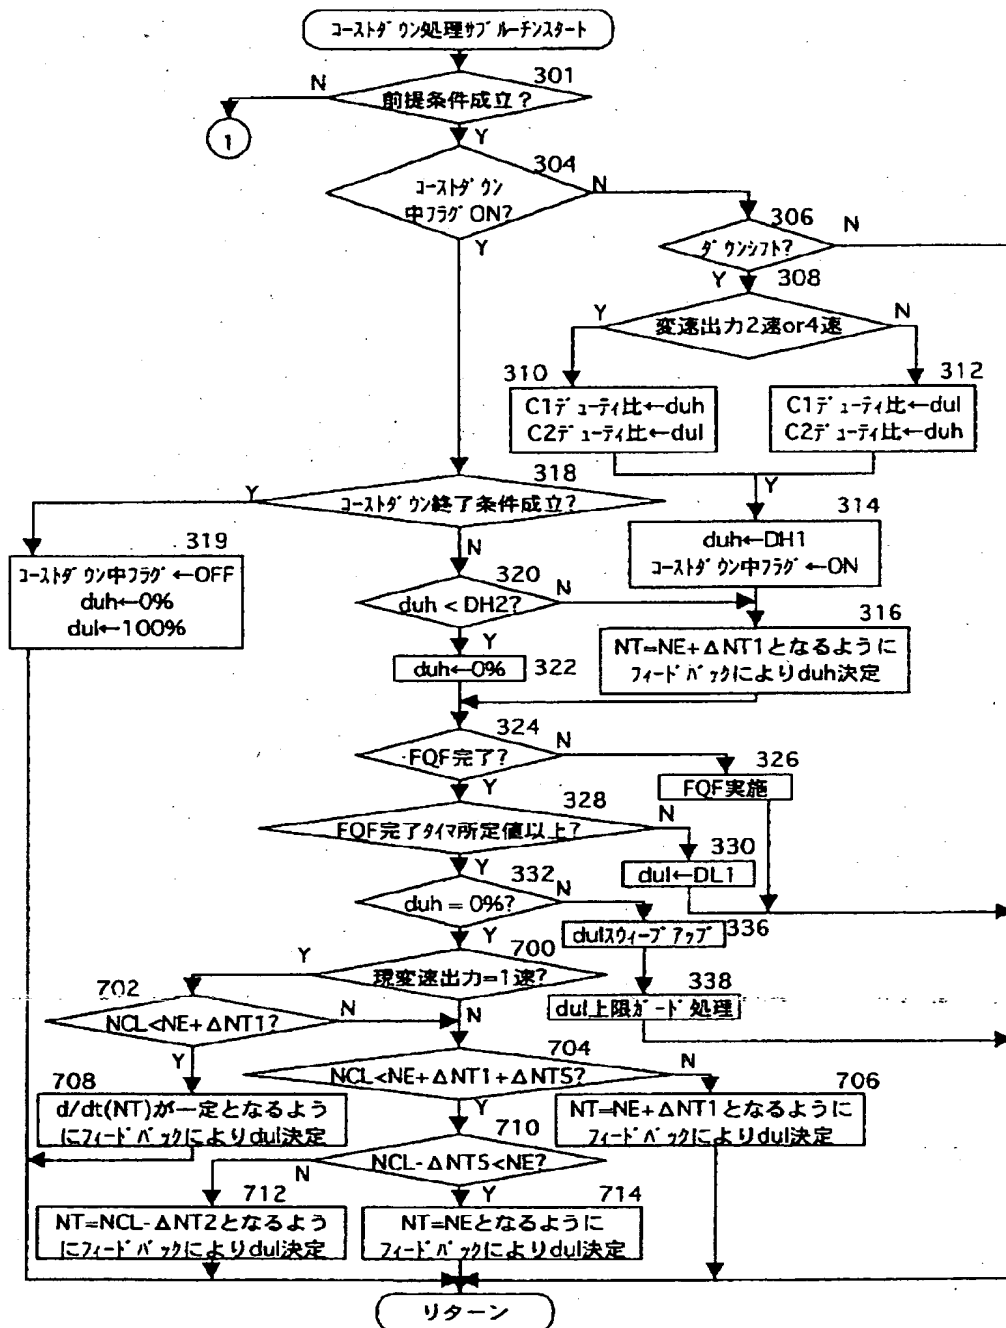 コーストダウン処理サブルーチンスタート
301
N
前提条件成立？
1
Y
304
コーストダウン
中フラグON?
N
Y
306
N
ダウンシフト?
Y
308
Y
変速出力2速or4速
N
310
C1デューティ比←duh
C2デューティ比←dul
312
C1デューティ比←dul
C2デューティ比←duh
318
Y
コーストダウン終了条件成立?
Y
314
duh←DH1
コーストダウン中フラグ←ON
319
コーストダウン中フラグ←OFF
duh←0%
dul←100%
N
320
duh < DH2?
N
316
NT=NE+ΔNT1となるように
フィードバックによりduh決定
Y
duh←0%
322
324
FQF完了?
N
326
FQF実施
Y
328
FQF完了タイマ所定値以上?
N
330
dul←DL1
Y
332
duh = 0%?
N
dulスウィープアップ
336
Y
700
Y
現変速出力=1速?
338
dul上限ガード処理
702
NCL<NE+ΔNT1?
N
N
Y
704
NCL<NE+ΔNT1+ΔNT5?
N
708
d/dt(NT)が一定となるよう
にフィードバックによりdul決定
706
NT=NE+ΔNT1となるように
フィードバックによりdul決定
Y
710
NCL-ΔNT5<NE?
N
712
NT=NCL-ΔNT2となるよう
にフィードバックによりdul決定
Y
714
NT=NEとなるように
フィードバックによりdul決定
リターン